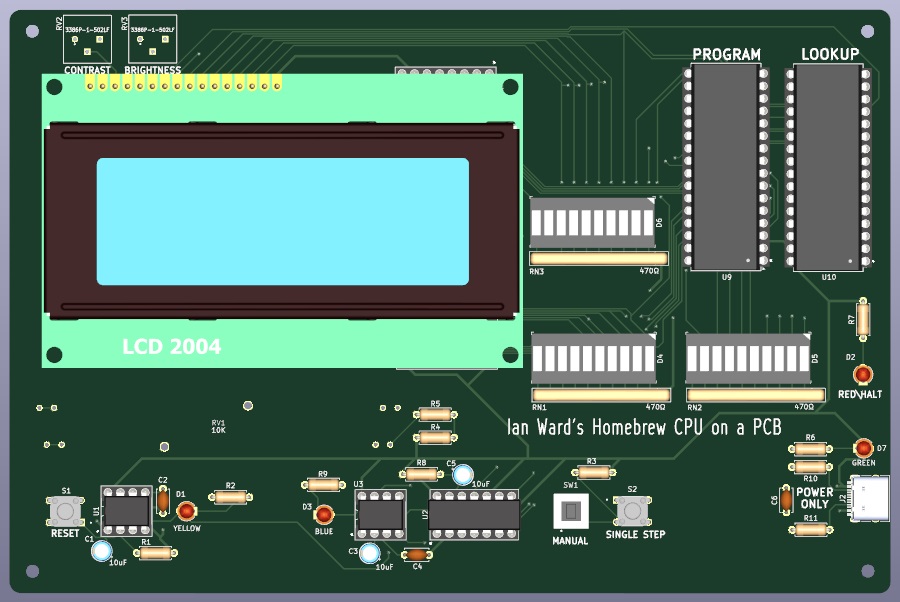 RV2
3386P-1-502LF
RV3
3386P-1-502LF
CONTRAST
BRIGHTNESS
PROGRAM
LOOKUP
D6
RN3
470Ω
U9
U10
R7
D2
RED\HALT
LCD 2004
D4
D5
RN1
470Ω
RN2
470Ω
Ian Ward's Homebrew CPU on a PCB
RV1
10K
R5
R4
R6
D7
GREEN
R10
POWER
ONLY
J2
C6
R11
R9
R8
C5
10uF
R3
S1
RESET
U1
C2
D1
YELLOW
R2
D3
BLUE
U3
U2
SW1
MANUAL
S2
SINGLE STEP
C1
10uF
R1
C3
10uF
C4